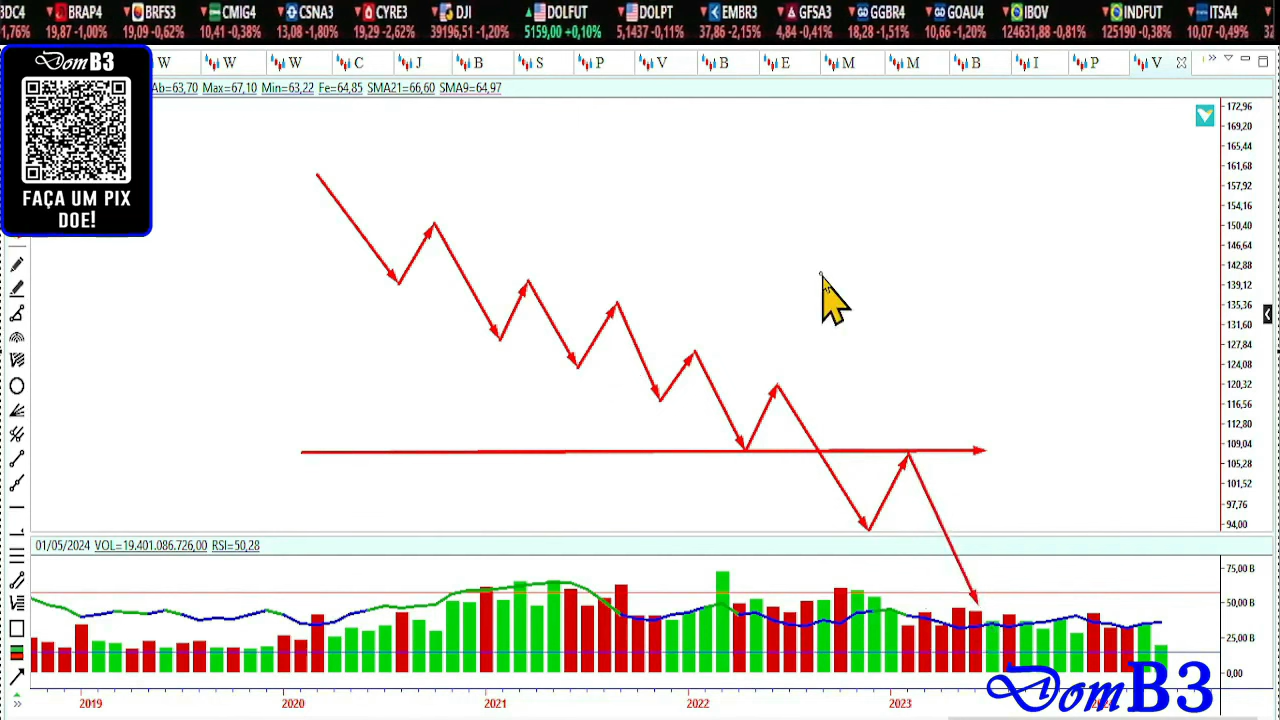 3DC4 BRAP4 BRFS3 CMIG4 CSNA3 CYRE3 DJI DOLFUT DOLPT EMBR3 GFSA3 GGBR4 GOAU4 IBOV INDFUT ITSA4
1,76% 19,87 -1,00% 19,09 -0,62% 10,41 -0,38% 13,08 -1,80% 19,29 -2,62% 39196,51 -1,20% 5159,00 +0,10% 5,1437 -0,11% 37,86 -2,15% 4,84 -0,41% 18,28 -1,51% 10,66 -1,20% 124631,88 -0,81% 125190 -0,38% 10,07 -0,49%
DomB3
W W W C J B S P V B E M M B I P V
Ab=63,70 Max=67,10 Min=63,22 Fe=64,85 SMA21=66,60 SMA9=64,97
FAÇA UM PIX
DOE!
172,96
169,20
165,44
161,68
157,92
154,16
150,40
146,64
142,88
139,12
135,36
131,60
127,84
124,08
120,32
116,56
112,80
109,04
105,28
101,52
97,76
94,00
01/05/2024 VOL=19.401.086.726,00 RSI=50,28
75,00 B
50,00 B
25,00 B
0,00
2019 2020 2021 2022 2023
DomB3